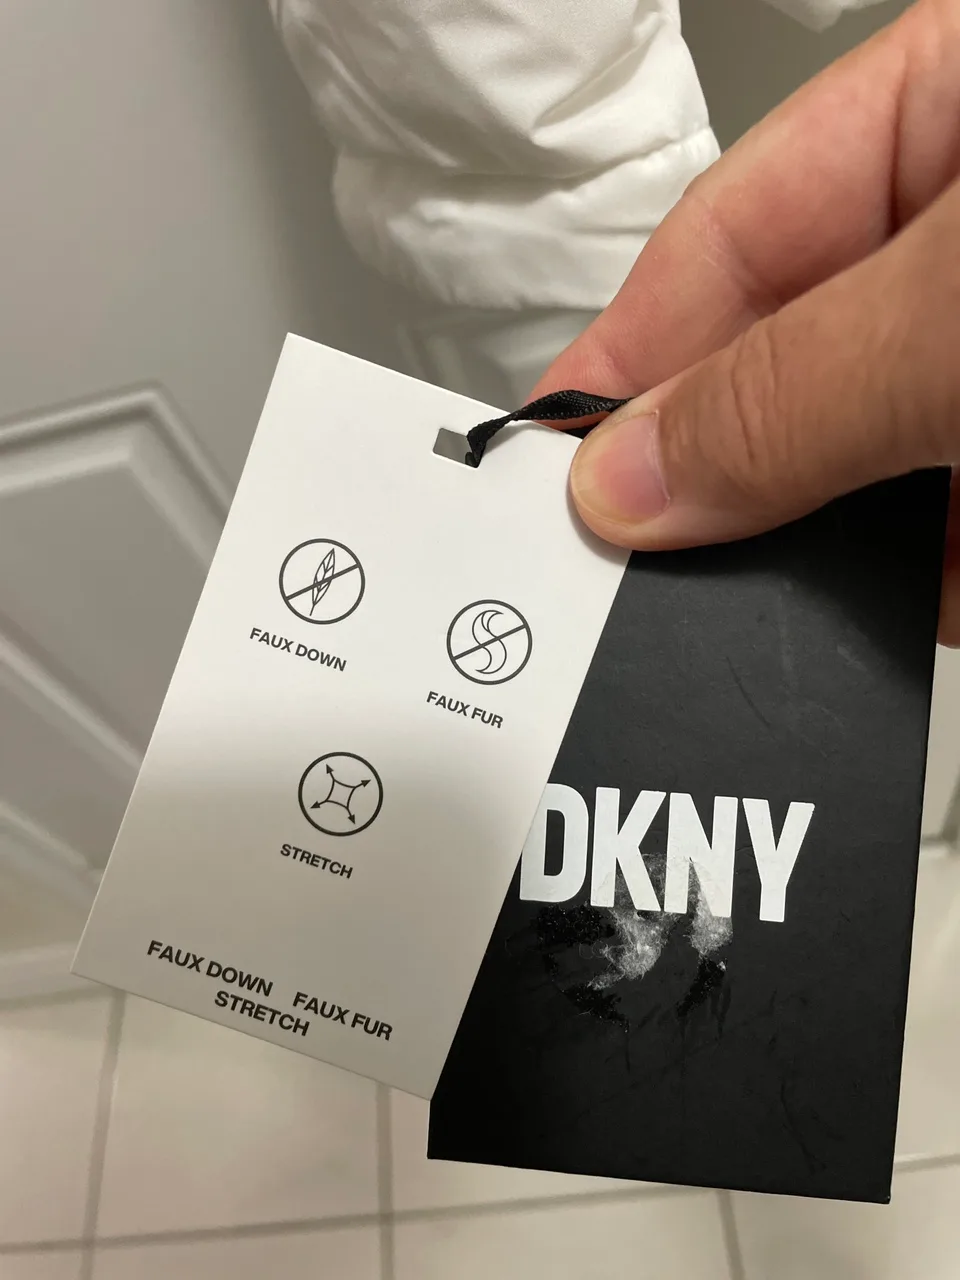 FAUX DOWN
FAUX FUR
STRETCH
FAUX DOWN FAUX FUR
STRETCH
DKNY